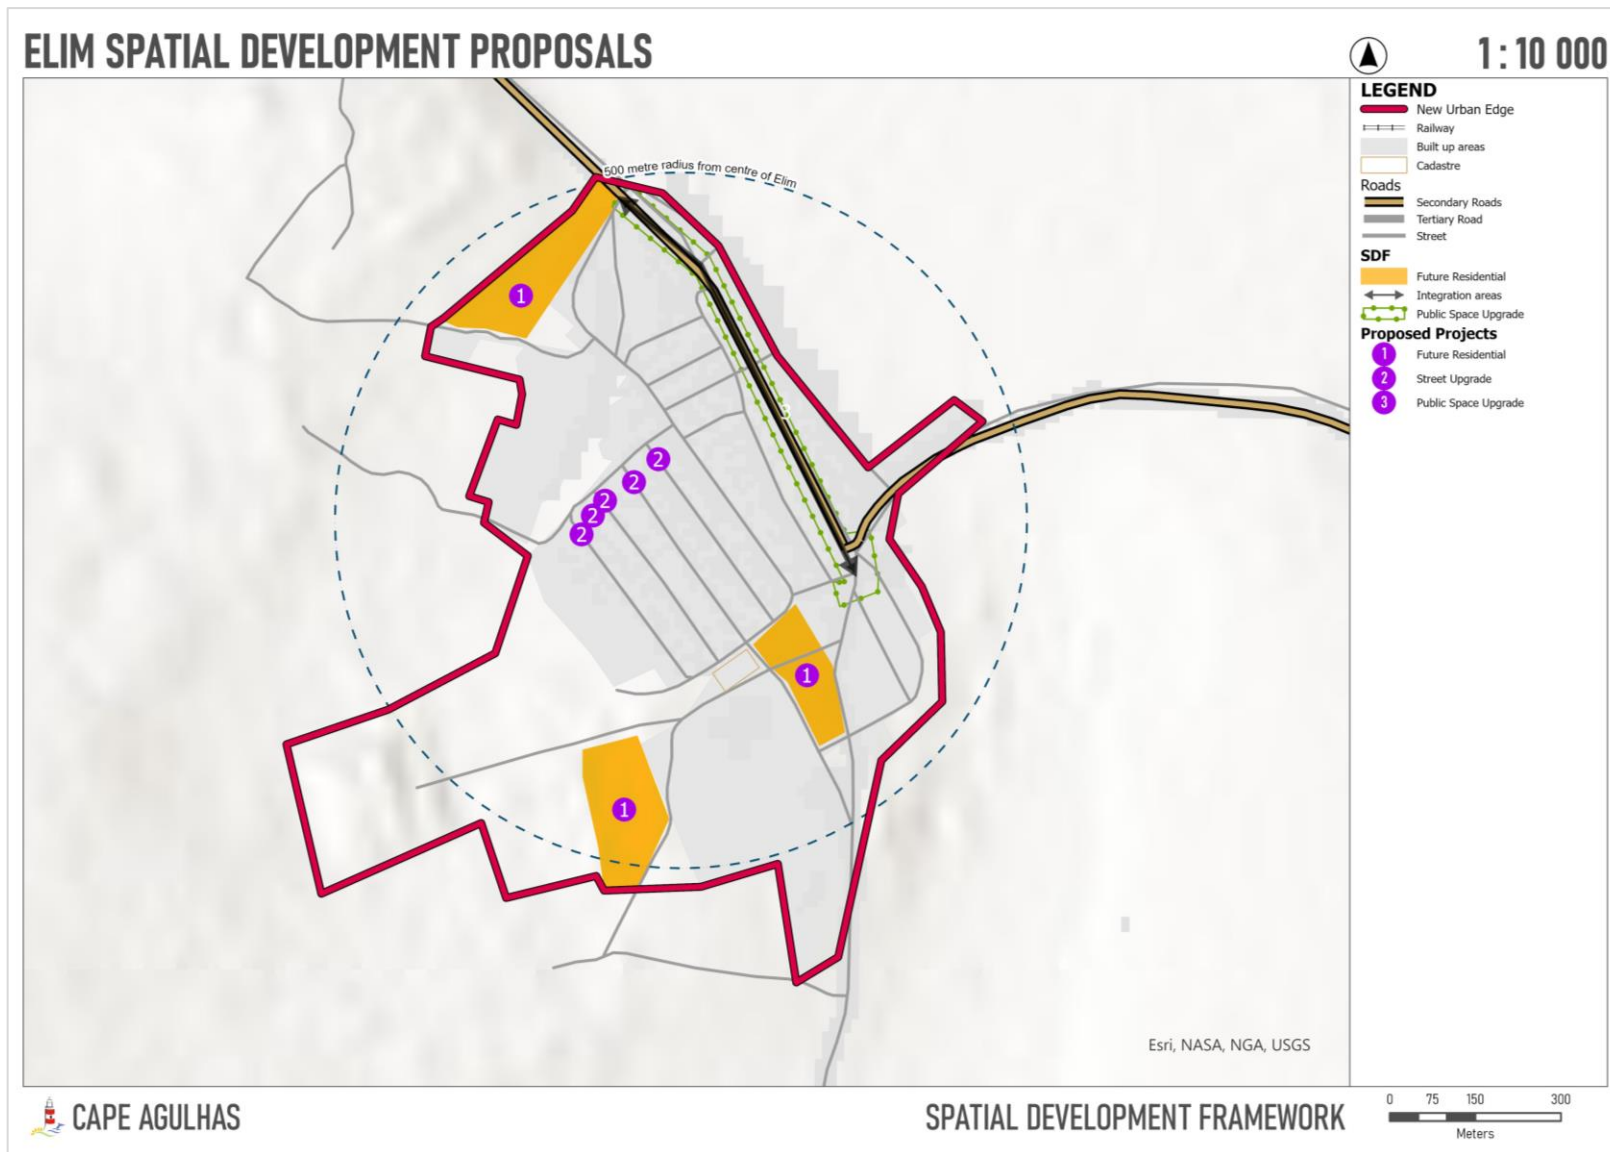 ELIM SPATIAL DEVELOPMENT PROPOSALS
1 : 10 000
500 metre radius from centre of Elim
1
3
2
2
2
2
2
1
1
Esri, NASA, NGA, USGS
LEGEND
New Urban Edge
Railway
Built up areas
Cadastre
Roads
Secondary Roads
Tertiary Road
Street
SDF
Future Residential
Integration areas
Public Space Upgrade
Proposed Projects
1 Future Residential
2 Street Upgrade
3 Public Space Upgrade
CAPE AGULHAS
SPATIAL DEVELOPMENT FRAMEWORK
0 75 150 300
Meters